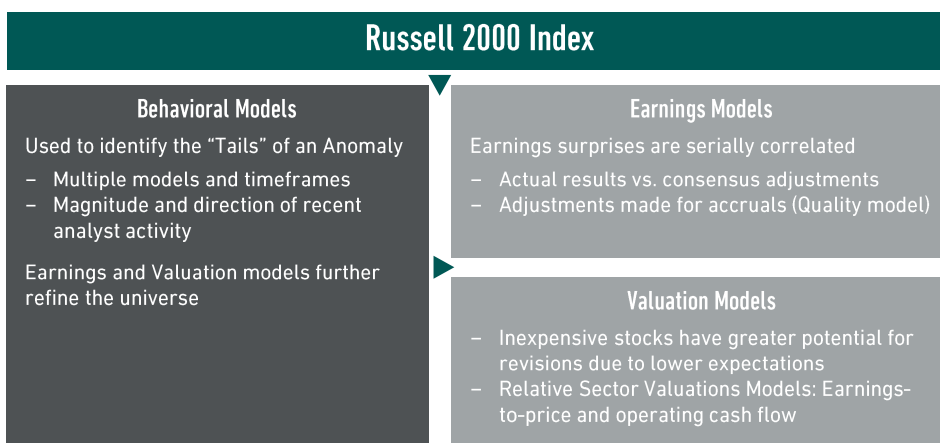 Russell 2000 Index
Behavioral Models
Used to identify the “Tails” of an Anomaly
– Multiple models and timeframes
– Magnitude and direction of recent
analyst activity
Earnings and Valuation models further
refine the universe
Earnings Models
Earnings surprises are serially correlated
– Actual results vs. consensus adjustments
– Adjustments made for accruals (Quality model)
Valuation Models
– Inexpensive stocks have greater potential for
revisions due to lower expectations
– Relative Sector Valuations Models: Earnings-
to-price and operating cash flow